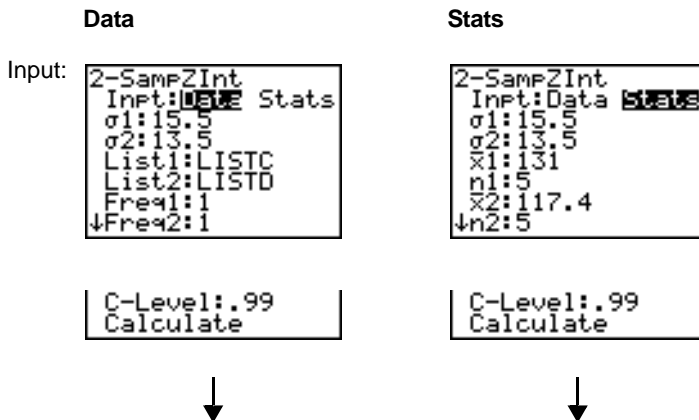 Data
Stats
Input:
2-SampZInt
Inpt:Data Stats
σ1:15.5
σ2:13.5
List1:LISTC
List2:LISTD
Freq1:1
↓Freq2:1
C-Level:.99
Calculate
2-SampZInt
Inpt:Data Stats
σ1:15.5
σ2:13.5
x̄1:131
n1:5
x̄2:117.4
↓n2:5
C-Level:.99
Calculate